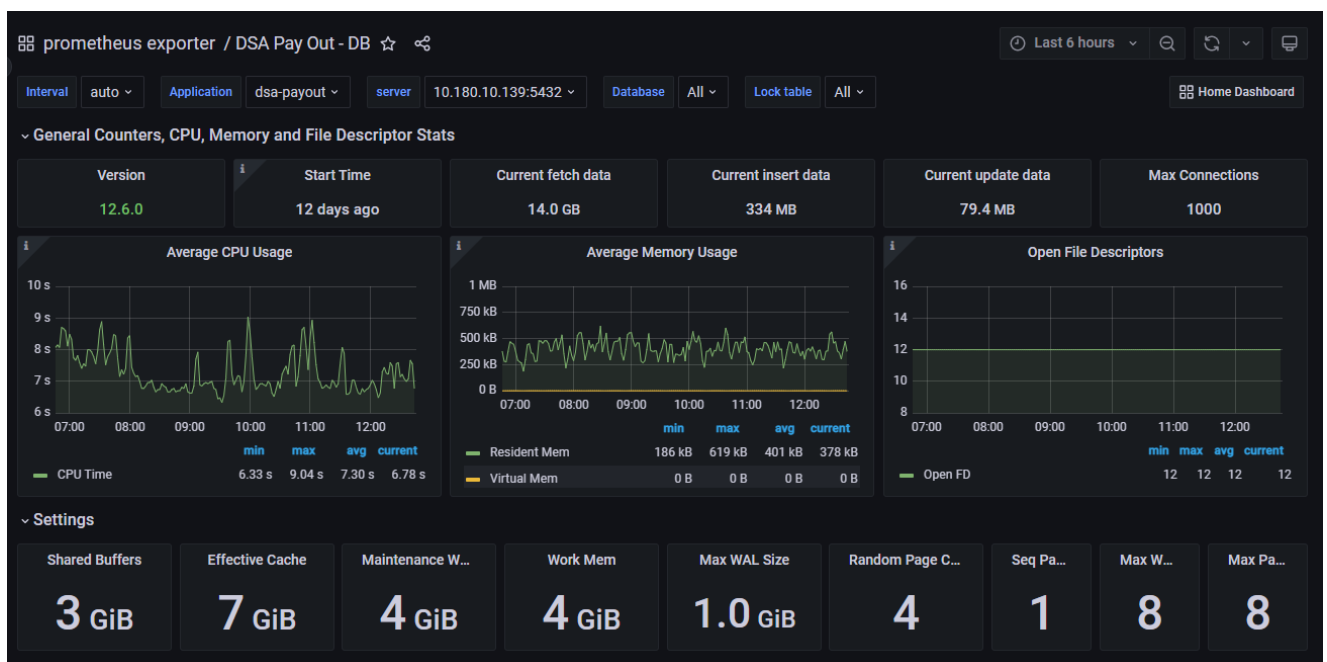 prometheus exporter / DSA Pay Out - DB
Last 6 hours
Interval auto Application dsa-payout server 10.180.10.139:5432 Database All Lock table All Home Dashboard
General Counters, CPU, Memory and File Descriptor Stats
Version
12.6.0
i
Start Time
12 days ago
Current fetch data
14.0 GB
Current insert data
334 MB
Current update data
79.4 MB
Max Connections
1000
i
Average CPU Usage
10 s
9 s
8 s
7 s
6 s
07:00 08:00 09:00 10:00 11:00 12:00
min max avg current
CPU Time 6.33 s 9.04 s 7.30 s 6.78 s
i
Average Memory Usage
1 MB
750 kB
500 kB
250 kB
0 B
07:00 08:00 09:00 10:00 11:00 12:00
min max avg current
Resident Mem 186 kB 619 kB 401 kB 378 kB
Virtual Mem 0 B 0 B 0 B 0 B
i
Open File Descriptors
16
14
12
10
8
07:00 08:00 09:00 10:00 11:00 12:00
min max avg current
Open FD 12 12 12 12
Settings
Shared Buffers
3 GiB
Effective Cache
7 GiB
Maintenance W...
4 GiB
Work Mem
4 GiB
Max WAL Size
1.0 GiB
Random Page C...
4
Seq Pa...
1
Max W...
8
Max Pa...
8